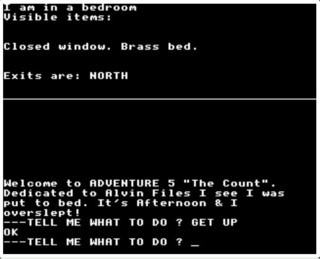 I am in a bedroom
Visible items:
Closed window. Brass bed.
Exits are: NORTH
Welcome to ADVENTURE 5 "The Count".
Dedicated to Alvin Files I see I was
put to bed. It's Afternoon & I
overslept!
---TELL ME WHAT TO DO ? GET UP
OK
---TELL ME WHAT TO DO ? _